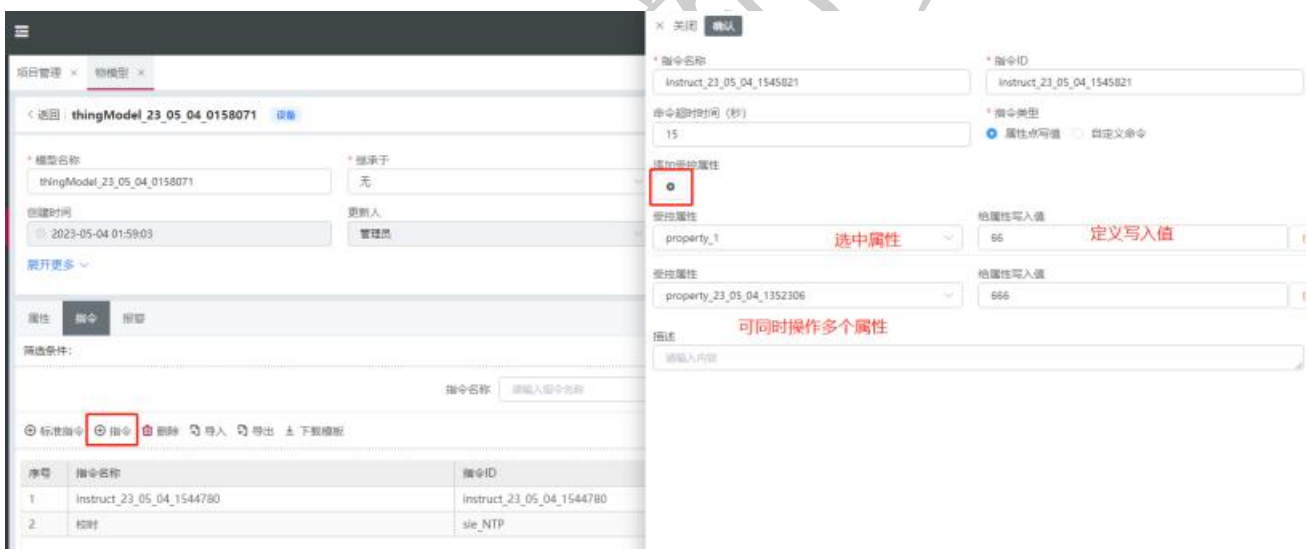 项目管理 ×  物模型 ×
< 返回 thingModel_23_05_04_0158071 设备
* 模型名称
* 继承于
thingModel_23_05_04_0158071
无
创建时间
更新人
2023-05-04 01:59:03
管理员
展开更多
属性 指令 报警
筛选条件：
指令名称 请输入指令名称
标准指令 指令 删除 导入 导出 下载模板
序号 指令名称 指令ID
1 instruct_23_05_04_1544780 instruct_23_05_04_1544780
2 校时 sie_NTP
× 关闭 确认
* 指令名称
* 指令ID
instruct_23_05_04_1545821
instruct_23_05_04_1545821
命令超时时间（秒）
* 指令类型
15
属性点写值 自定义命令
添加受控属性
受控属性
给属性写入值
property_1 选中属性
66 定义写入值
受控属性
给属性写入值
property_23_05_04_1352306
666
可同时操作多个属性
描述
请输入内容